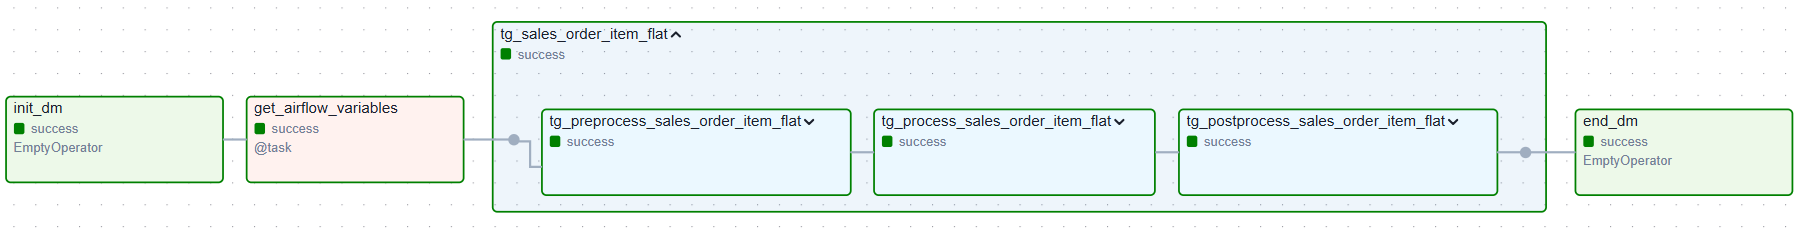 tg_sales_order_item_flat
success
init_dm
success
EmptyOperator
get_airflow_variables
success
@task
tg_preprocess_sales_order_item_flat
success
tg_process_sales_order_item_flat
success
tg_postprocess_sales_order_item_flat
success
end_dm
success
EmptyOperator